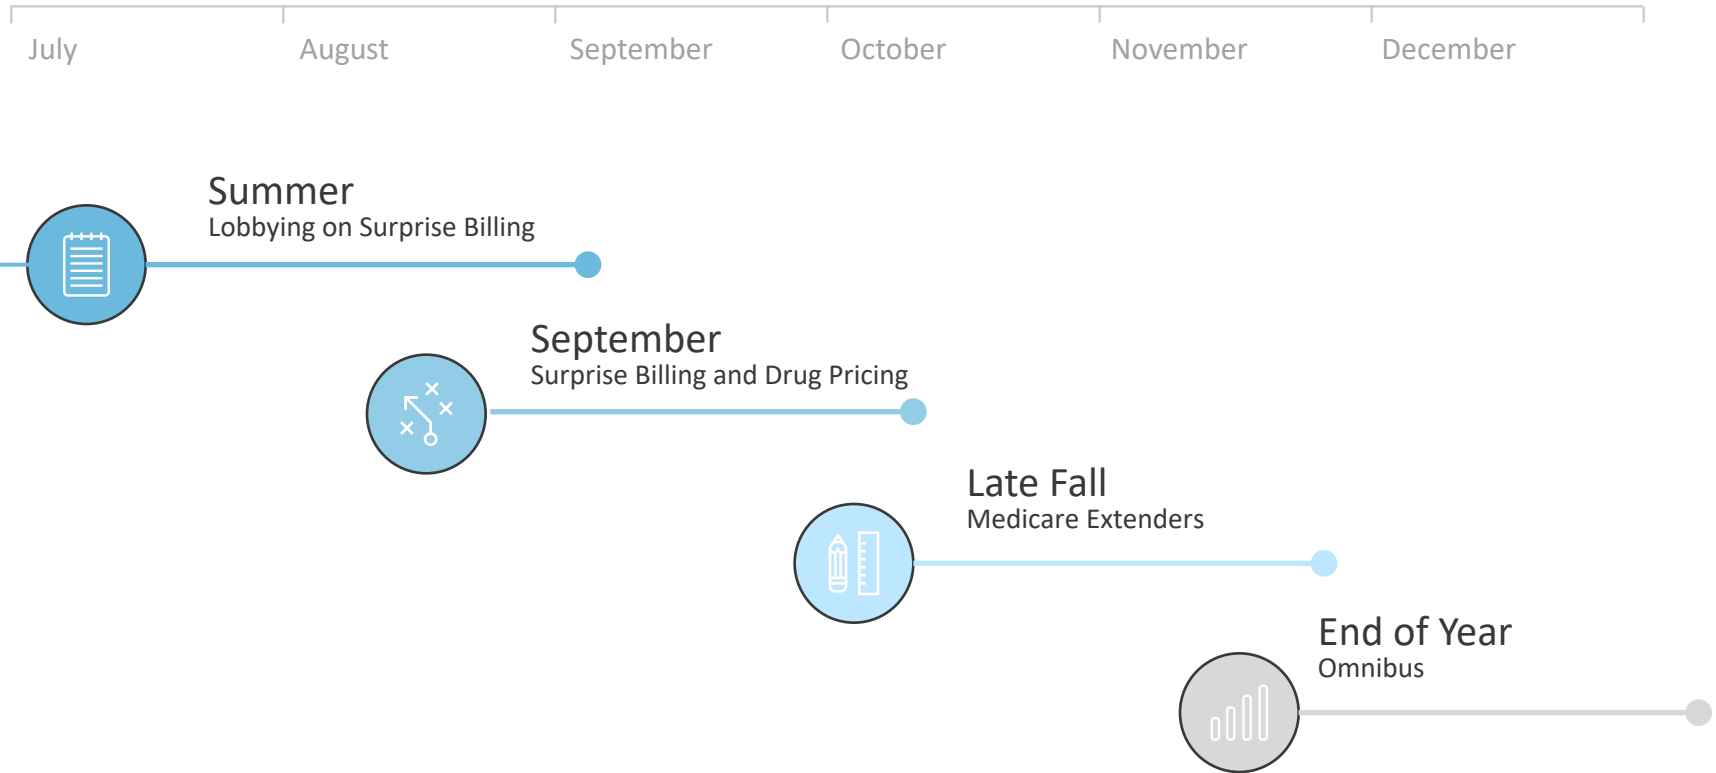 July August September October November December
Summer
Lobbying on Surprise Billing
September
Surprise Billing and Drug Pricing
Late Fall
Medicare Extenders
End of Year
Omnibus